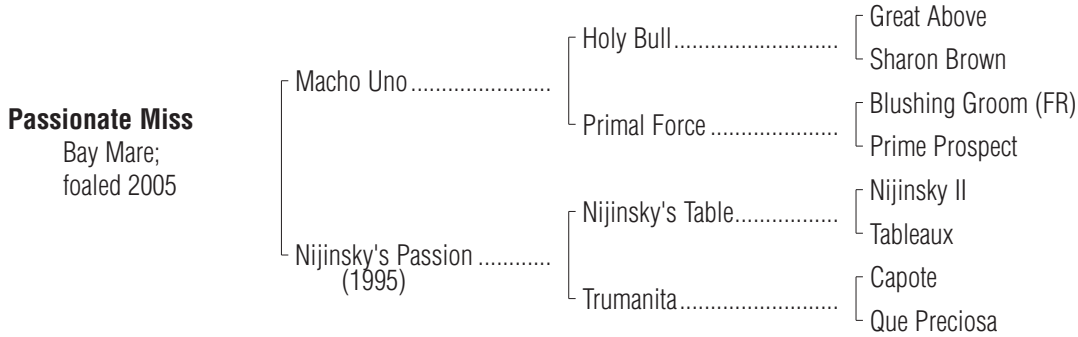 Great Above
Holy Bull..............................
Sharon Brown
Macho Uno.........................
Blushing Groom (FR)
Primal Force.......................
Prime Prospect
Passionate Miss
Bay Mare;
foaled 2005
Nijinsky II
Nijinsky's Table...................
Tableaux
Nijinsky's Passion.............
(1995)
Capote
Trumanita............................
Que Preciosa